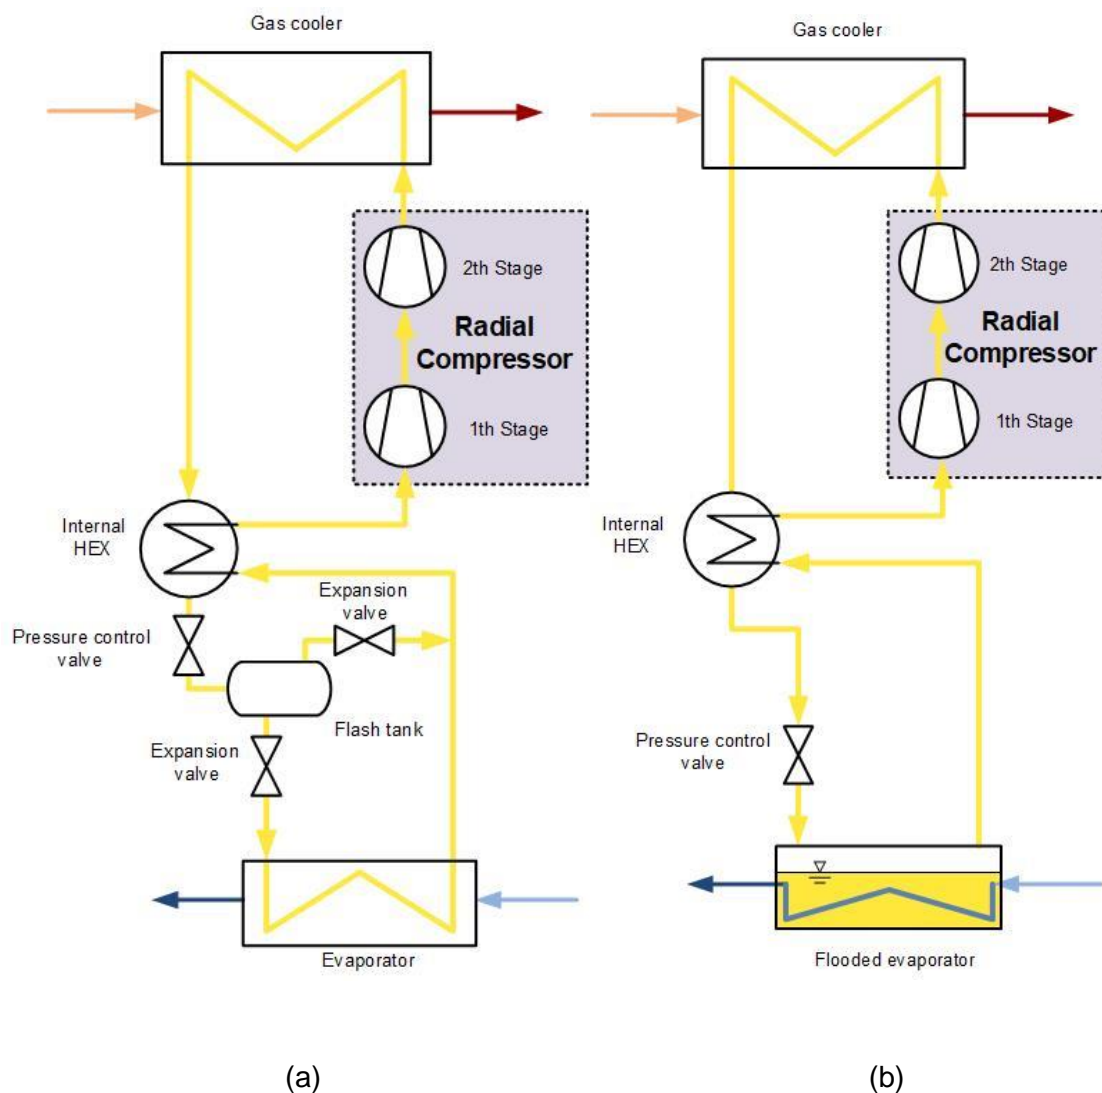 Gas cooler
2th Stage
Radial
Compressor
1th Stage
Internal
HEX
Expansion
valve
Pressure control
valve
Flash tank
Expansion
valve
Evaporator
(a)
Gas cooler
2th Stage
Radial
Compressor
1th Stage
Internal
HEX
Pressure control
valve
Flooded evaporator
(b)